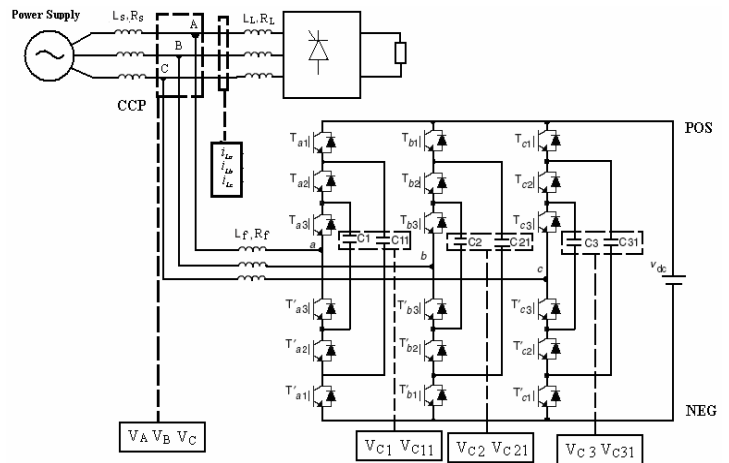 Power Supply
Ls,Rs
A
LL,RL
B
C
CCP
POS
iLa
iLb
iLc
Ta1
Tb1
Tc1
Ta2
Tb2
Tc2
Ta3
Tb3
Tc3
Lf,Rf
a
C1
C11
b
C2
C21
c
C3
C31
vdc
T'a3
T'b3
T'c3
T'a2
T'b2
T'c2
T'a1
T'b1
T'c1
NEG
VA VB VC
VC1 VC11
VC2 VC21
VC3 VC31